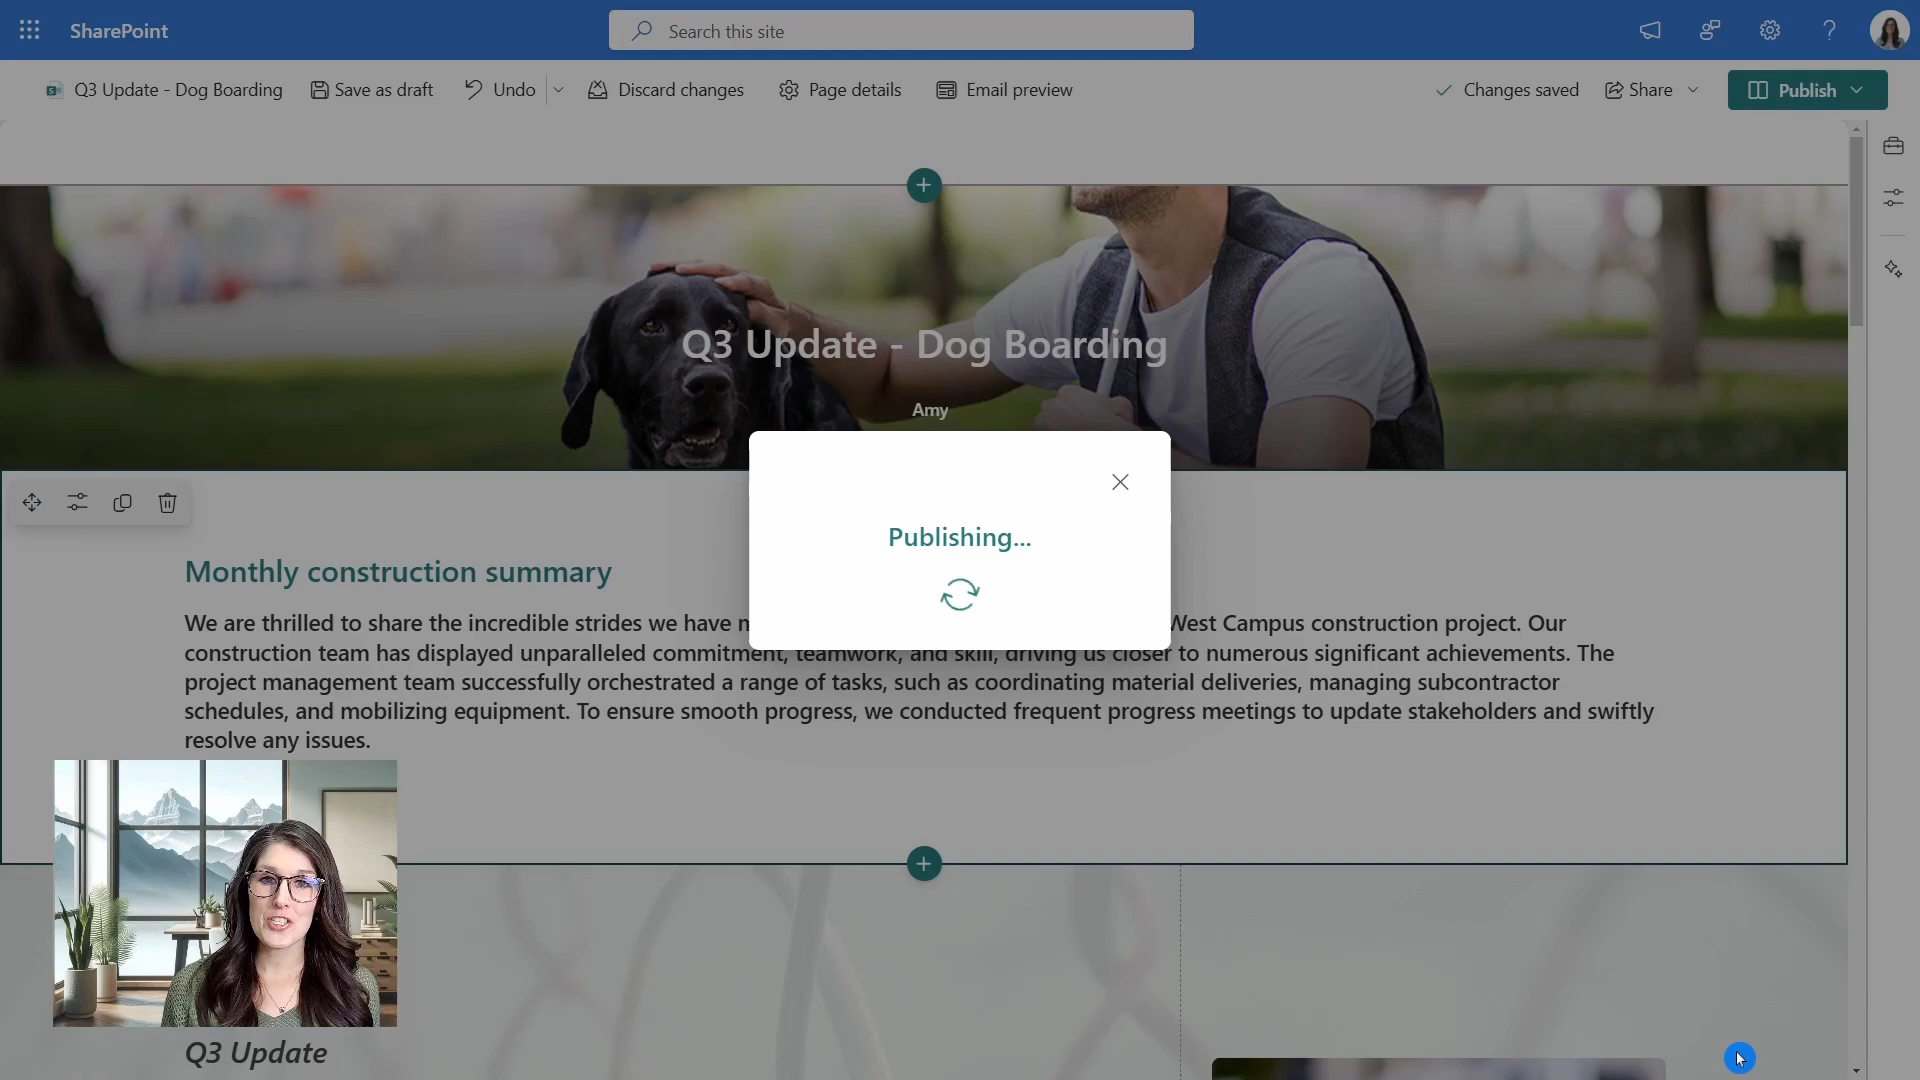 SharePoint
Search this site
Q3 Update - Dog Boarding
Save as draft
Undo
Discard changes
Page details
Email preview
Changes saved
Share
Publish
Q3 Update - Dog Boarding
Amy
Publishing...
Monthly construction summary
We are thrilled to share the incredible strides we have West Campus construction project. Our
construction team has displayed unparalleled commitment, teamwork, and skill, driving us closer to numerous significant achievements. The
project management team successfully orchestrated a range of tasks, such as coordinating material deliveries, managing subcontractor
schedules, and mobilizing equipment. To ensure smooth progress, we conducted frequent progress meetings to update stakeholders and swiftly
resolve any issues.
Q3 Update